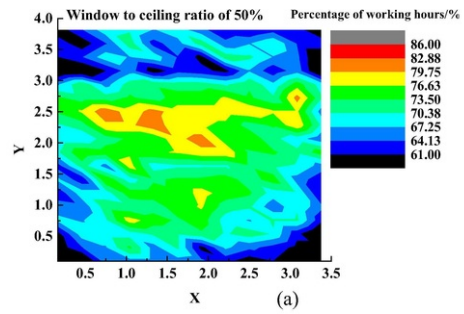 Window to ceiling ratio of 50%
Percentage of working hours/%
4.0
3.5
3.0
2.5
2.0
1.5
1.0
0.5
Y
86.00
82.88
79.75
76.63
73.50
70.38
67.25
64.13
61.00
0.5 1.0 1.5 2.0 2.5 3.0 3.5
X
(a)